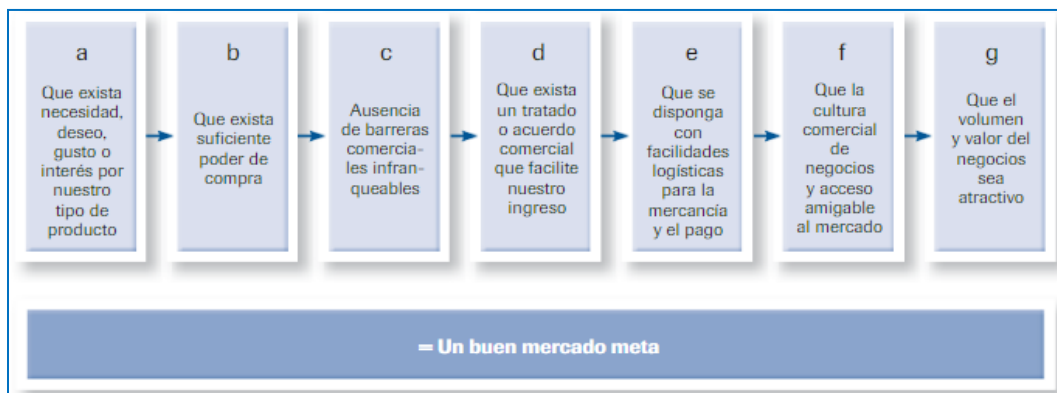 a
Que exista
necesidad,
deseo,
gusto o
interés por
nuestro
tipo de
producto
b
Que exista
suficiente
poder de
compra
c
Ausencia
de barreras
comercia-
les infran-
queables
d
Que exista
un tratado
o acuerdo
comercial
que facilite
nuestro
ingreso
e
Que se
disponga
con
facilidades
logísticas
para la
mercancía
y el pago
f
Que la
cultura
comercial
de
negocios
y acceso
amigable
al mercado
g
Que el
volumen
y valor del
negocios
sea
atractivo
= Un buen mercado meta